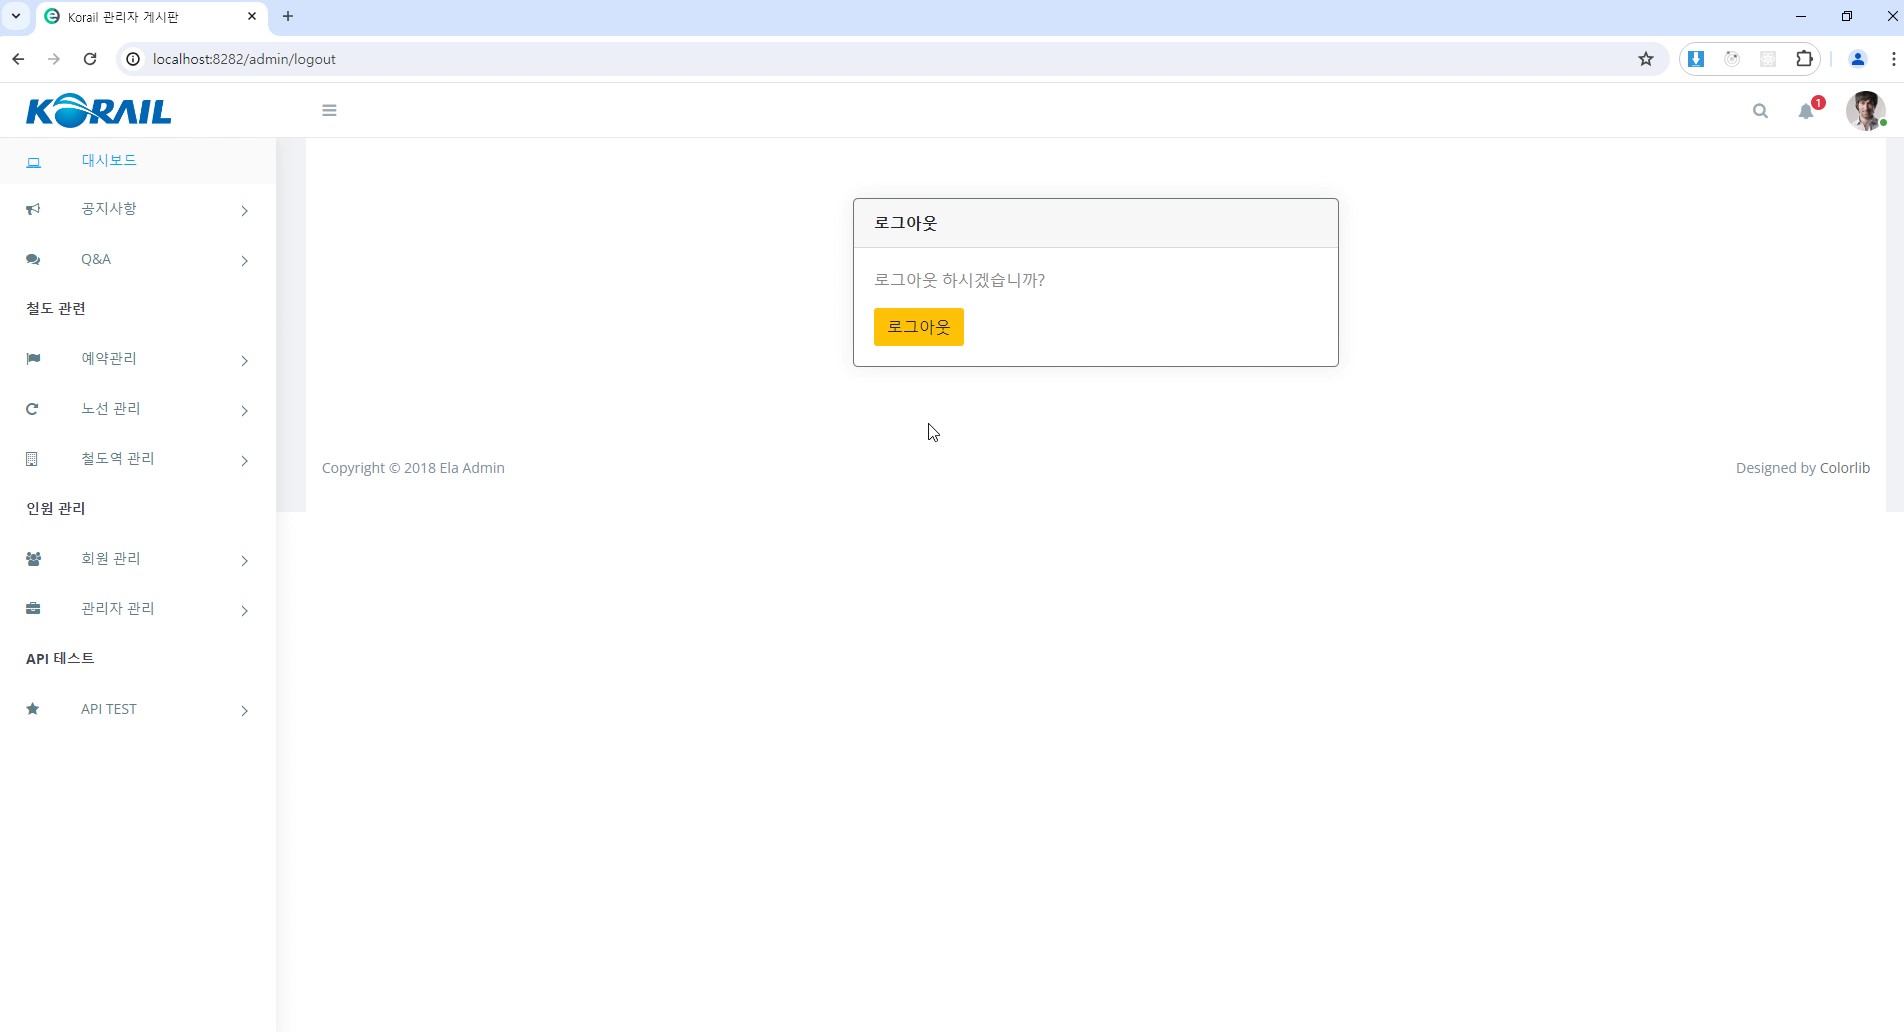 Korail 관리자 게시판
localhost:8282/admin/logout
KORAIL
1
대시보드
공지사항
Q&A
철도 관련
예약관리
노선 관리
철도역 관리
인원 관리
회원 관리
관리자 관리
API 테스트
API TEST
로그아웃
로그아웃 하시겠습니까?
로그아웃
Copyright © 2018 Ela Admin
Designed by Colorlib